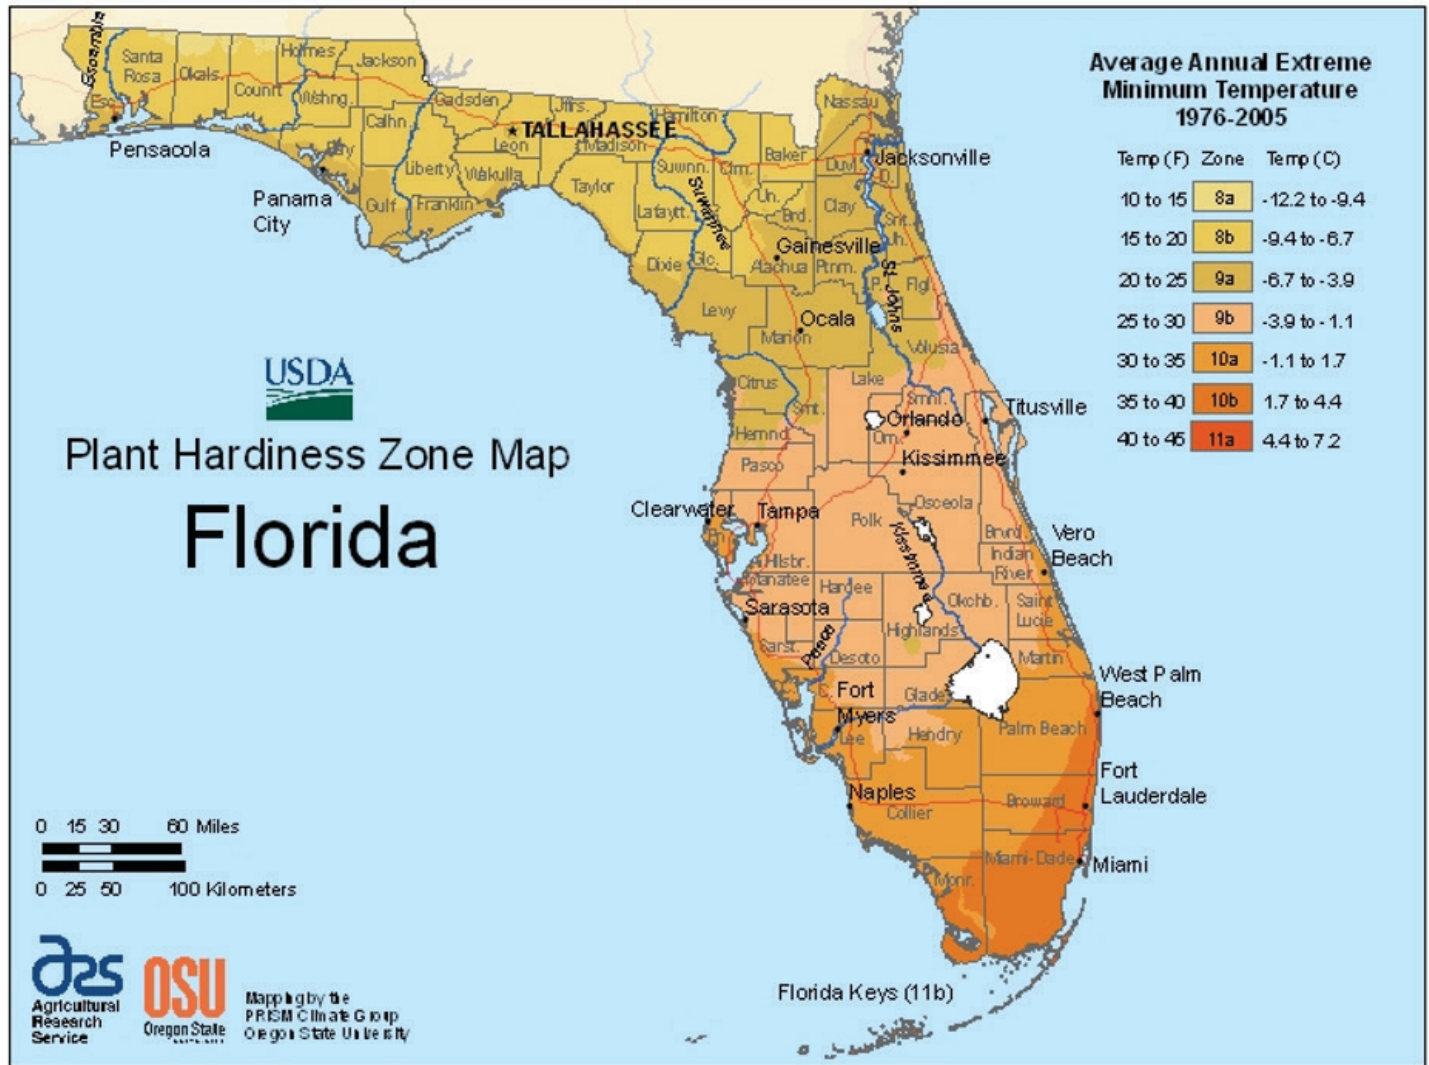 Average Annual Extreme
Minimum Temperature
1976-2005
Temp (F) Zone Temp (C)
10 to 15 8a -12.2 to -9.4
15 to 20 8b -9.4 to -6.7
20 to 25 9a -6.7 to -3.9
25 to 30 9b -3.9 to -1.1
30 to 35 10a -1.1 to 1.7
35 to 40 10b 1.7 to 4.4
40 to 45 11a 4.4 to 7.2
Escambia
Santa
Rosa
Okals.
Holmes
Jackson
Esc.
Count
Wshng.
Calhn.
Bay
Pensacola
Panama
City
Gulf
Liberty
Franklin
Gadsden
TALLAHASSEE
Leon
Wakulla
Jffrs.
Madison
Hamilton
Taylor
Suwnn.
Clm.
Baker
Nassau
Jacksonville
Duvl.
D.
Suwannee
Lafaytt.
Un.
Brd.
Clay
Snt.
Jh.
Gainesville
Dixie
Glc.
Alachua
Ptnm.
P.
St. Johns
Flgl
Levy
Ocala
Marion
Volusia
Citrus
Lake
Smt.
Smnl.
Titusville
Orlando
Orn.
Hernnd
Kissimmee
Pasco
Clearwater
Tampa
Pn.
Hllsbr.
Polk
Osceola
Kissimmee
Brvrd.
Vero
Beach
Indian
River
Manatee
Hardee
Sarasota
Okchb.
Saint
Lucie
Highlands
Sarst.
Peace
Desoto
Martin
West Palm
Beach
C.
Fort
Myers
Glades
Lee
Hendry
Palm Beach
Fort
Lauderdale
Naples
Collier
Broward
Miami-Dade
Miami
Monr.
Florida Keys (11b)
USDA
Plant Hardiness Zone Map
Florida
0 15 30 60 Miles
0 25 50 100 Kilometers
ars
Agricultural
Research
Service
OSU
Oregon State
Mapping by the
PRISM Climate Group
Oregon State University